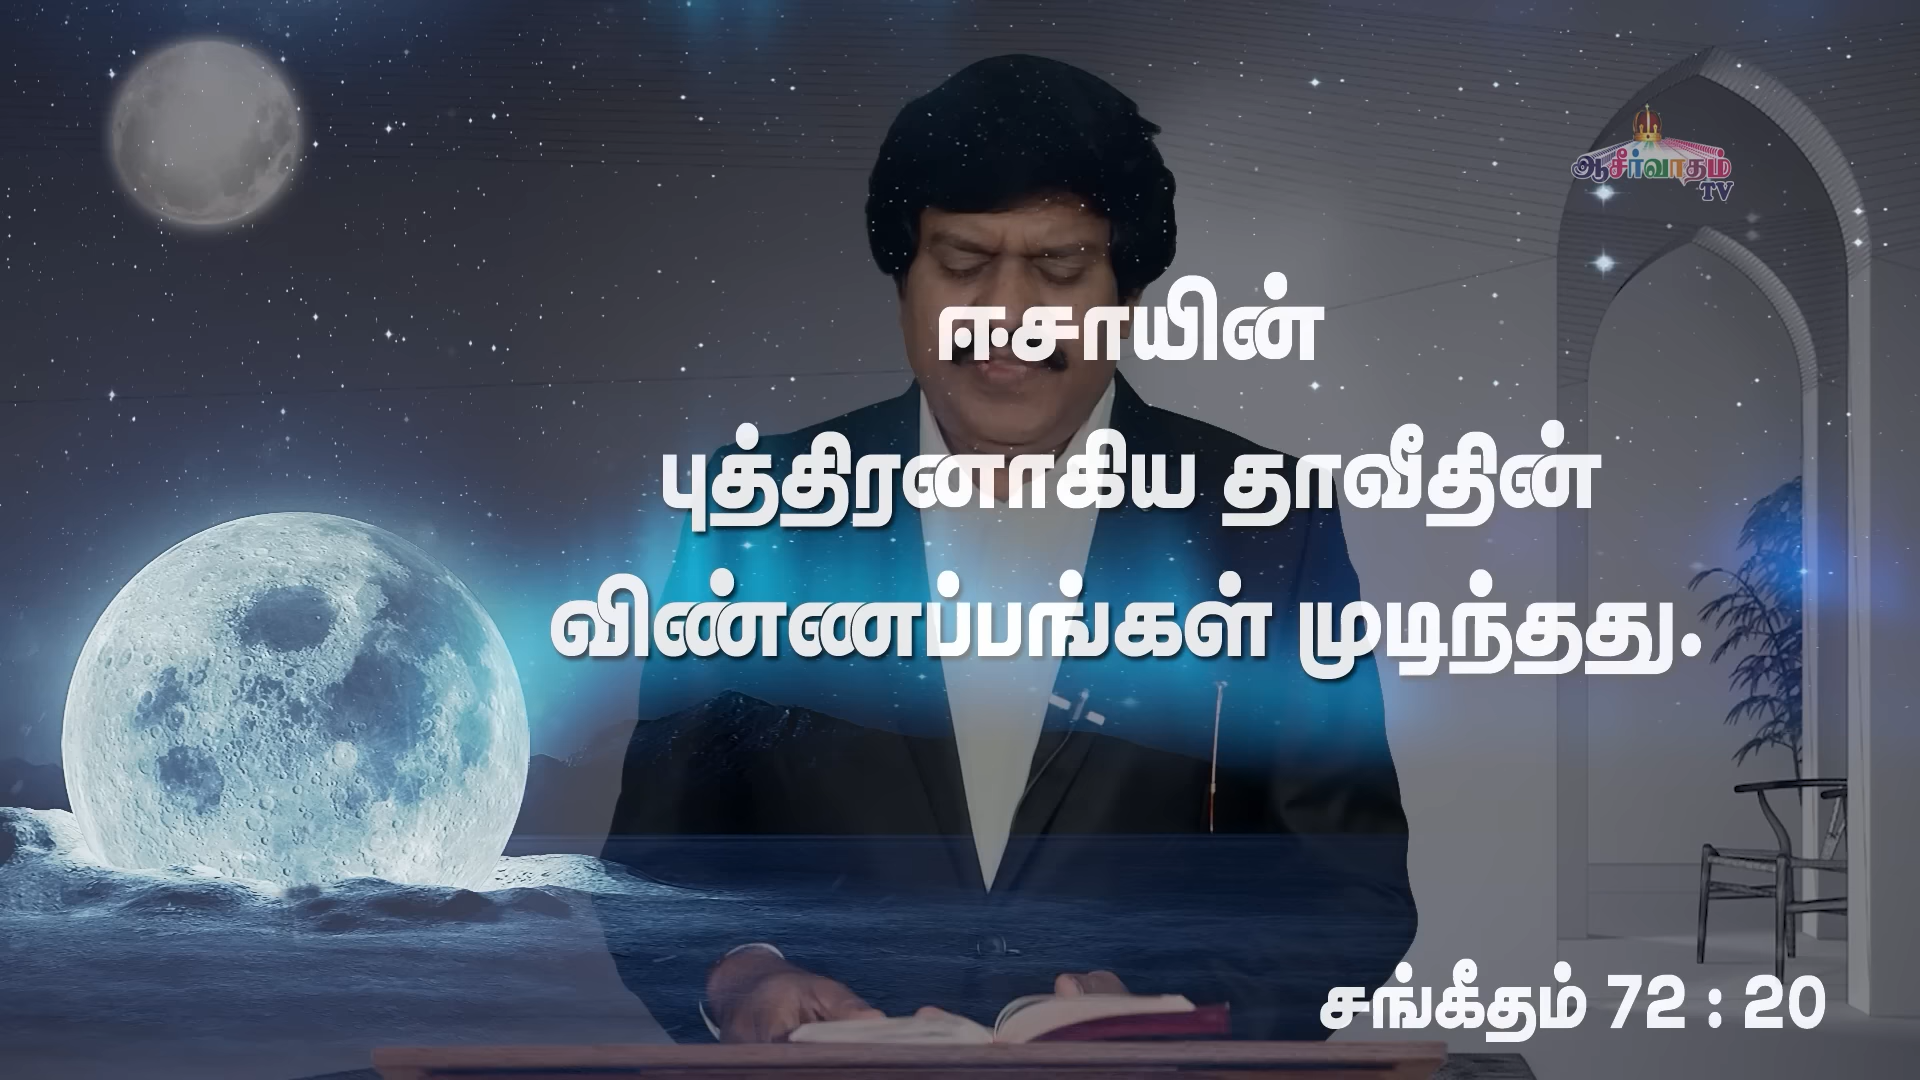 ஆசீர்வாதம்
TV
ஈசாயின்
புத்திரனாகிய தாவீதின்
விண்ணப்பங்கள் முடிந்தது.
சங்கீதம் 72 : 20